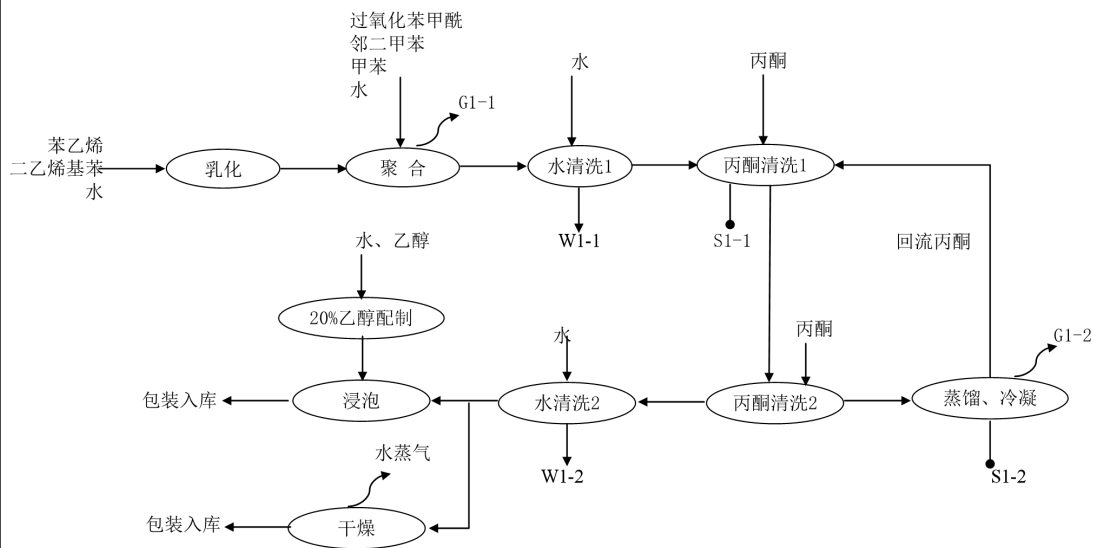 过氧化苯甲酰
邻二甲苯
甲苯
水
G1-1
水
丙酮
苯乙烯
二乙烯基苯
水
乳化
聚 合
水清洗1
丙酮清洗1
W1-1
S1-1
回流丙酮
水、乙醇
20%乙醇配制
水
丙酮
G1-2
包装入库
浸泡
水清洗2
丙酮清洗2
蒸馏、冷凝
水蒸气
W1-2
S1-2
包装入库
干燥